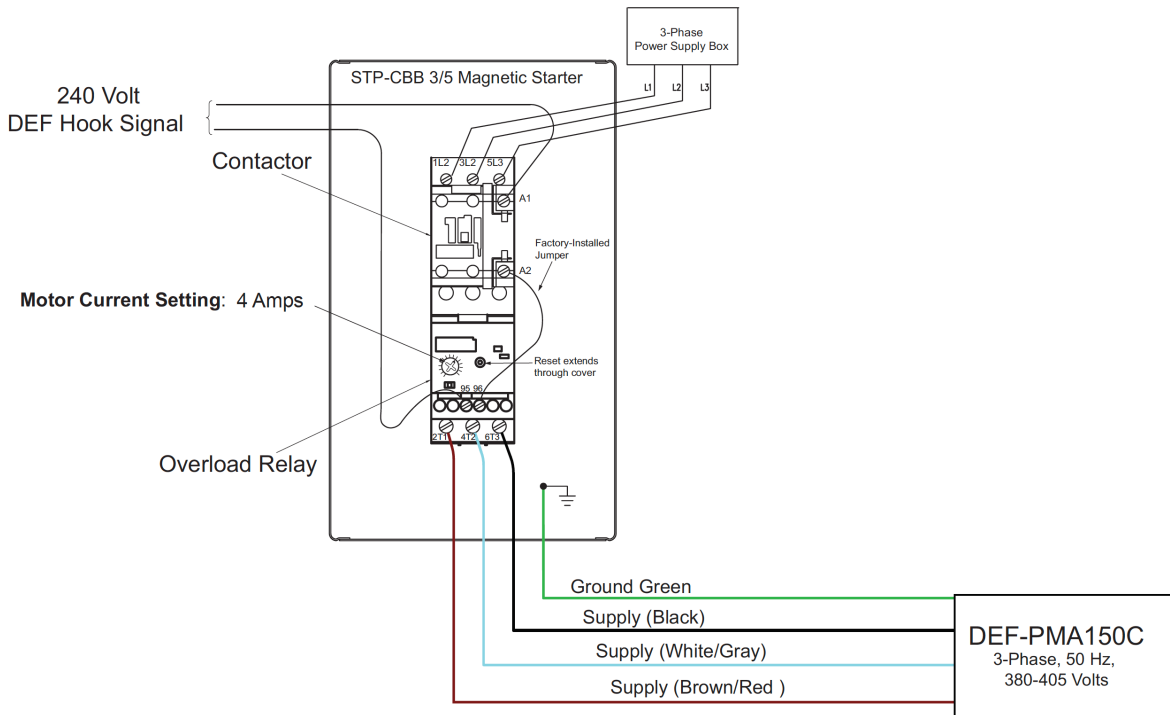 3-Phase
Power Supply Box
STP-CBB 3/5 Magnetic Starter
L1
L2
L3
240 Volt
DEF Hook Signal
Contactor
1L2 3L2 5L3
A1
Factory-Installed
Jumper
A2
Motor Current Setting: 4 Amps
Reset extends
through cover
95 96
2T1 4T2 6T3
Overload Relay
Ground Green
Supply (Black)
Supply (White/Gray)
Supply (Brown/Red )
DEF-PMA150C
3-Phase, 50 Hz,
380-405 Volts